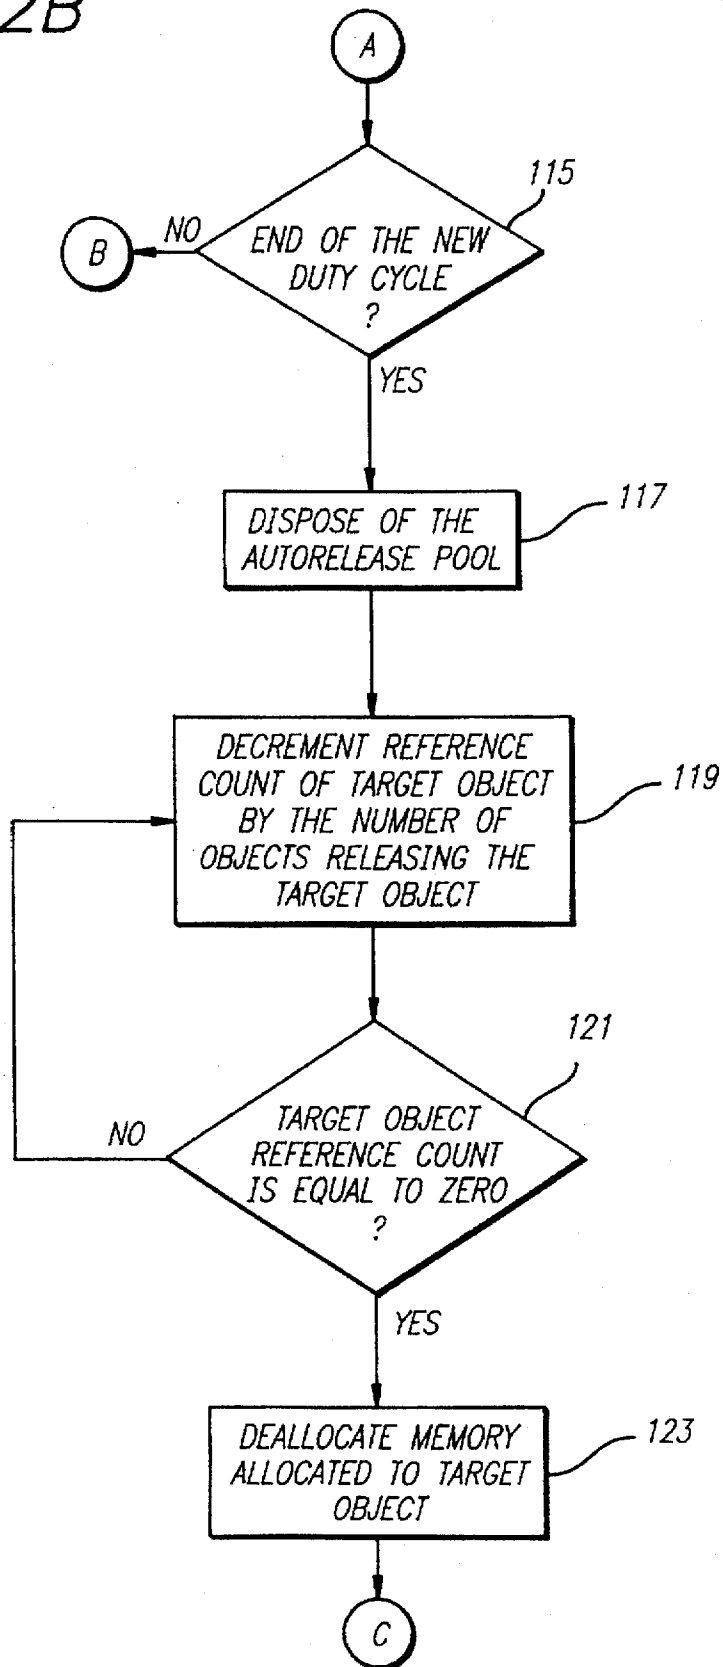 2B
A
115
END OF THE NEW
DUTY CYCLE
?
NO
B
YES
117
DISPOSE OF THE
AUTORELEASE POOL
DECREMENT REFERENCE
COUNT OF TARGET OBJECT
BY THE NUMBER OF
OBJECTS RELEASING THE
TARGET OBJECT
119
121
TARGET OBJECT
REFERENCE COUNT
IS EQUAL TO ZERO
?
NO
YES
DEALLOCATE MEMORY
ALLOCATED TO TARGET
OBJECT
123
C